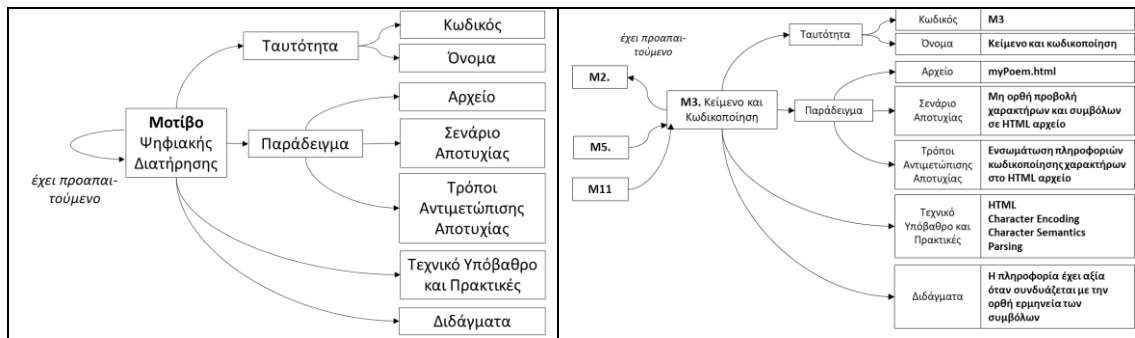 Μοτίβο
Ψηφιακής
Διατήρησης
έχει προαπαι-
τούμενο
Ταυτότητα
Κωδικός
Όνομα
Παράδειγμα
Αρχείο
Σενάριο
Αποτυχίας
Τρόποι
Αντιμετώπισης
Αποτυχίας
Τεχνικό Υπόβαθρο
και Πρακτικές
Διδάγματα
έχει προαπαι-
τούμενο
M2.
M5.
M11
M3. Κείμενο και
Κωδικοποίηση
Ταυτότητα
Κωδικός
M3
Όνομα
Κείμενο και κωδικοποίηση
Παράδειγμα
Αρχείο
myPoem.html
Σενάριο
Αποτυχίας
Μη ορθή προβολή
χαρακτήρων και συμβόλων
σε HTML αρχείο
Τρόποι
Αντιμετώπισης
Αποτυχίας
Ενσωμάτωση πληροφοριών
κωδικοποίησης χαρακτήρων
στο HTML αρχείο
Τεχνικό
Υπόβαθρο και
Πρακτικές
HTML
Character Encoding
Character Semantics
Parsing
Διδάγματα
Η πληροφορία έχει αξία
όταν συνδυάζεται με την
ορθή ερμηνεία των
συμβόλων